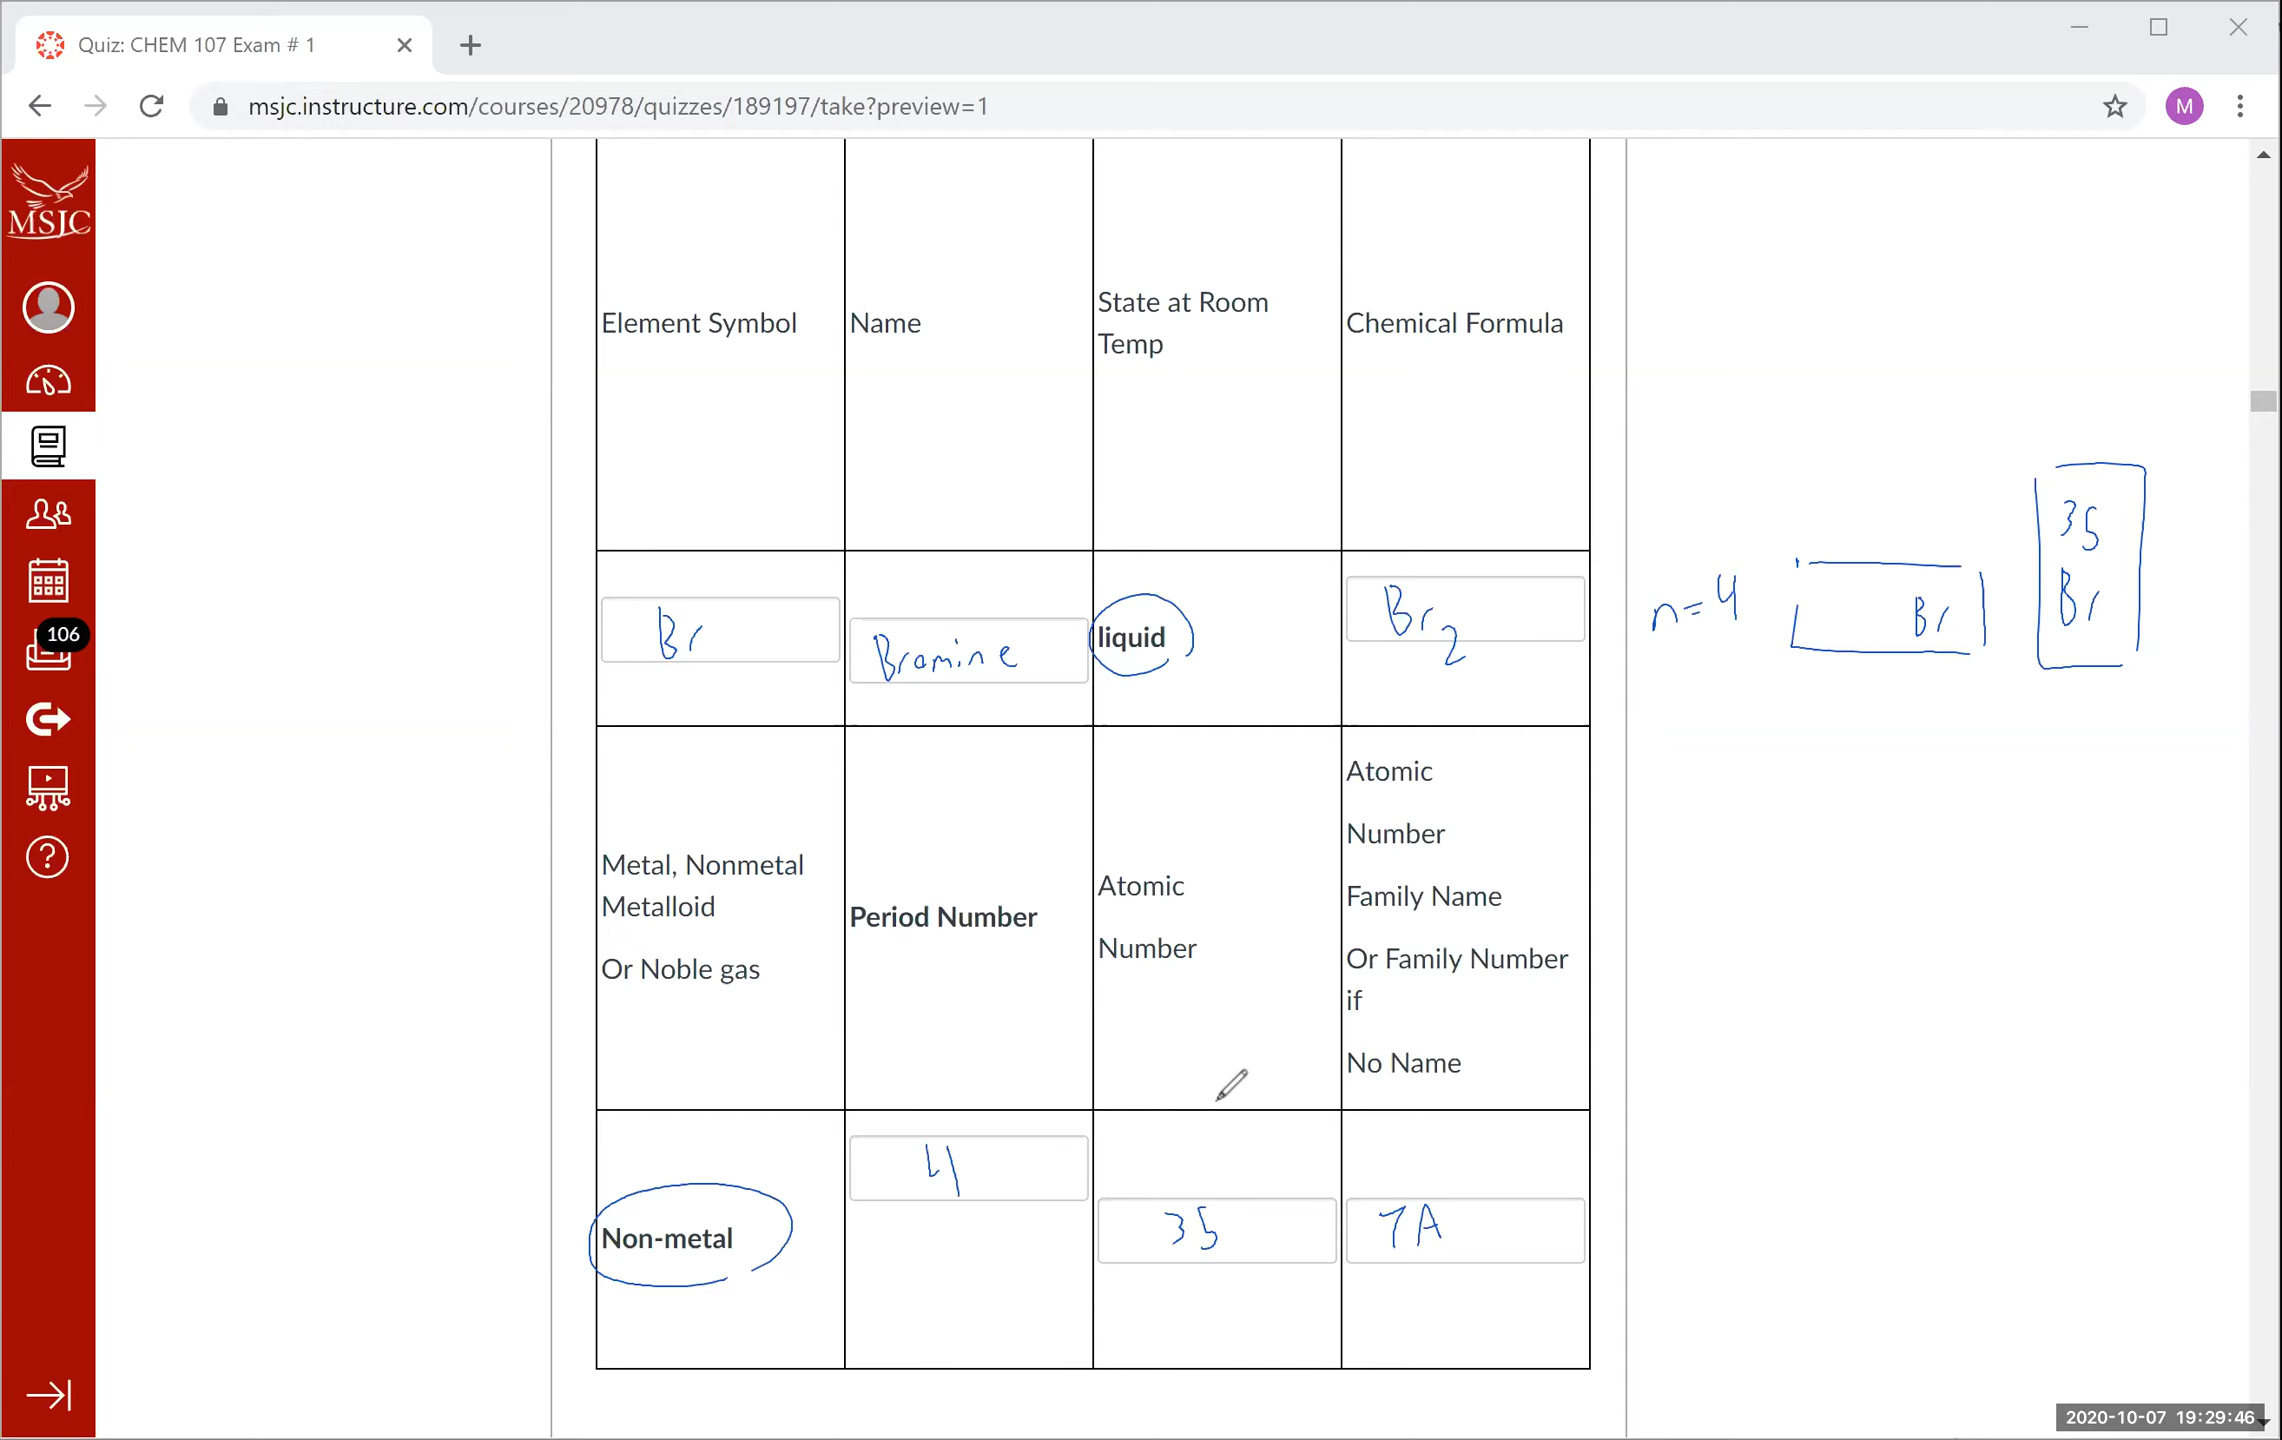 Quiz: CHEM 107 Exam # 1
msjc.instructure.com/courses/20978/quizzes/189197/take?preview=1
M
MSJC
106
Element Symbol
Name
State at Room
Temp
Chemical Formula
Br
Bromine
liquid
Br2
n=4
Br
35
Br
Metal, Nonmetal
Metalloid
Or Noble gas
Period Number
Atomic
Number
Atomic
Number
Family Name
Or Family Number
if
No Name
Non-metal
4
35
7A
2020-10-07 19:29:46